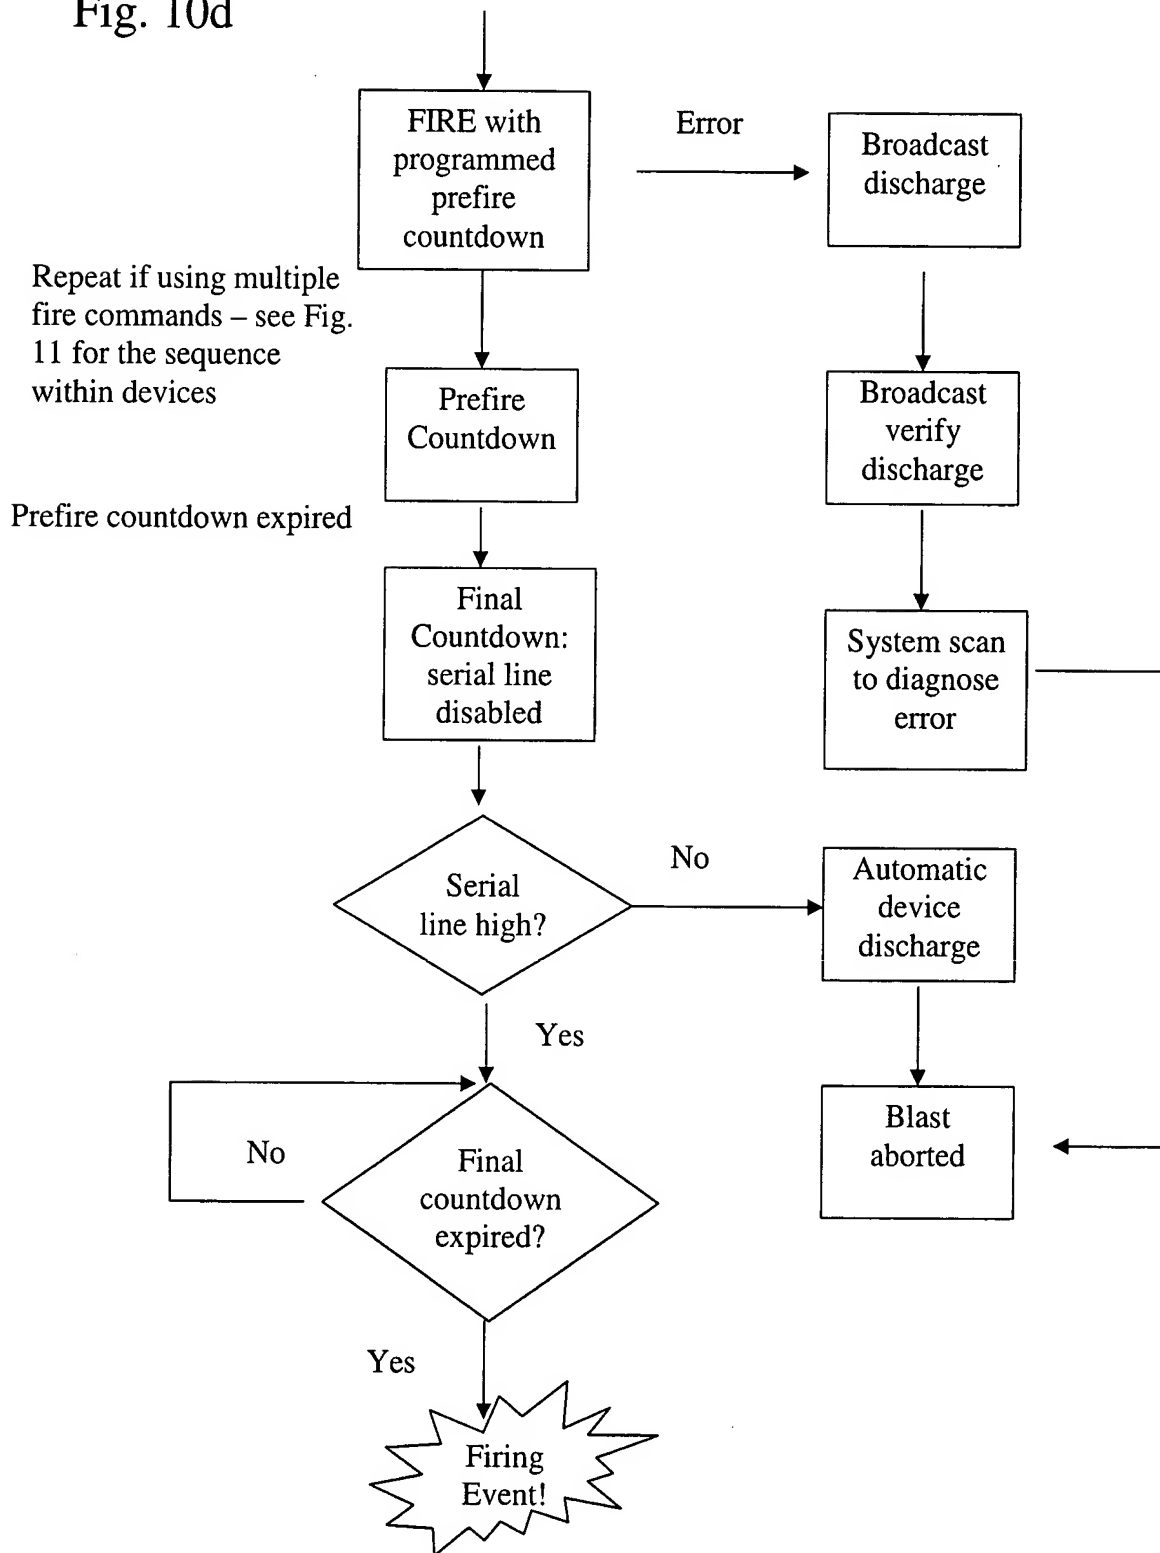 Fig. 10d
FIRE with
programmed
prefire
countdown
Error
Broadcast
discharge
Repeat if using multiple
fire commands – see Fig.
11 for the sequence
within devices
Prefire
Countdown
Broadcast
verify
discharge
Prefire countdown expired
Final
Countdown:
serial line
disabled
System scan
to diagnose
error
Serial
line high?
No
Automatic
device
discharge
Yes
No
Final
countdown
expired?
Blast
aborted
Yes
Firing
Event!